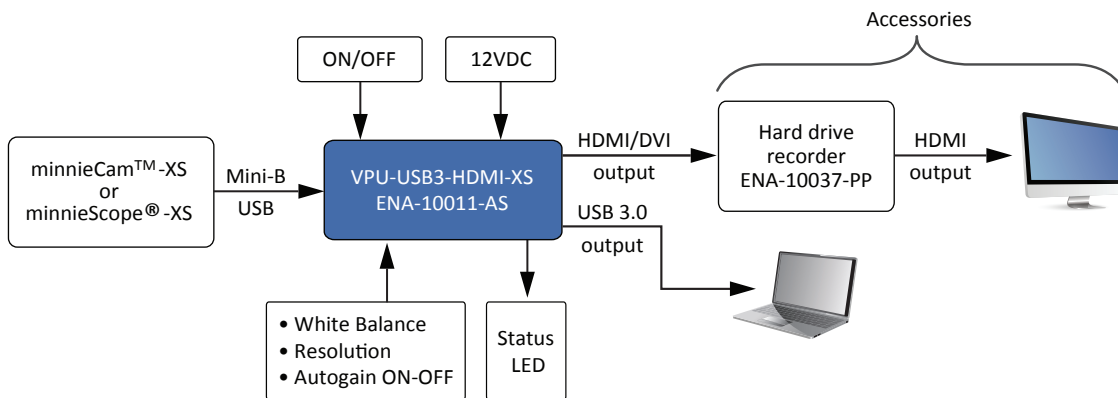 Accessories
ON/OFF
12VDC
minnieCam™-XS
or
minnieScope®-XS
Mini-B
USB
VPU-USB3-HDMI-XS
ENA-10011-AS
HDMI/DVI
output
USB 3.0
output
Hard drive
recorder
ENA-10037-PP
HDMI
output
• White Balance
• Resolution
• Autogain ON-OFF
Status
LED